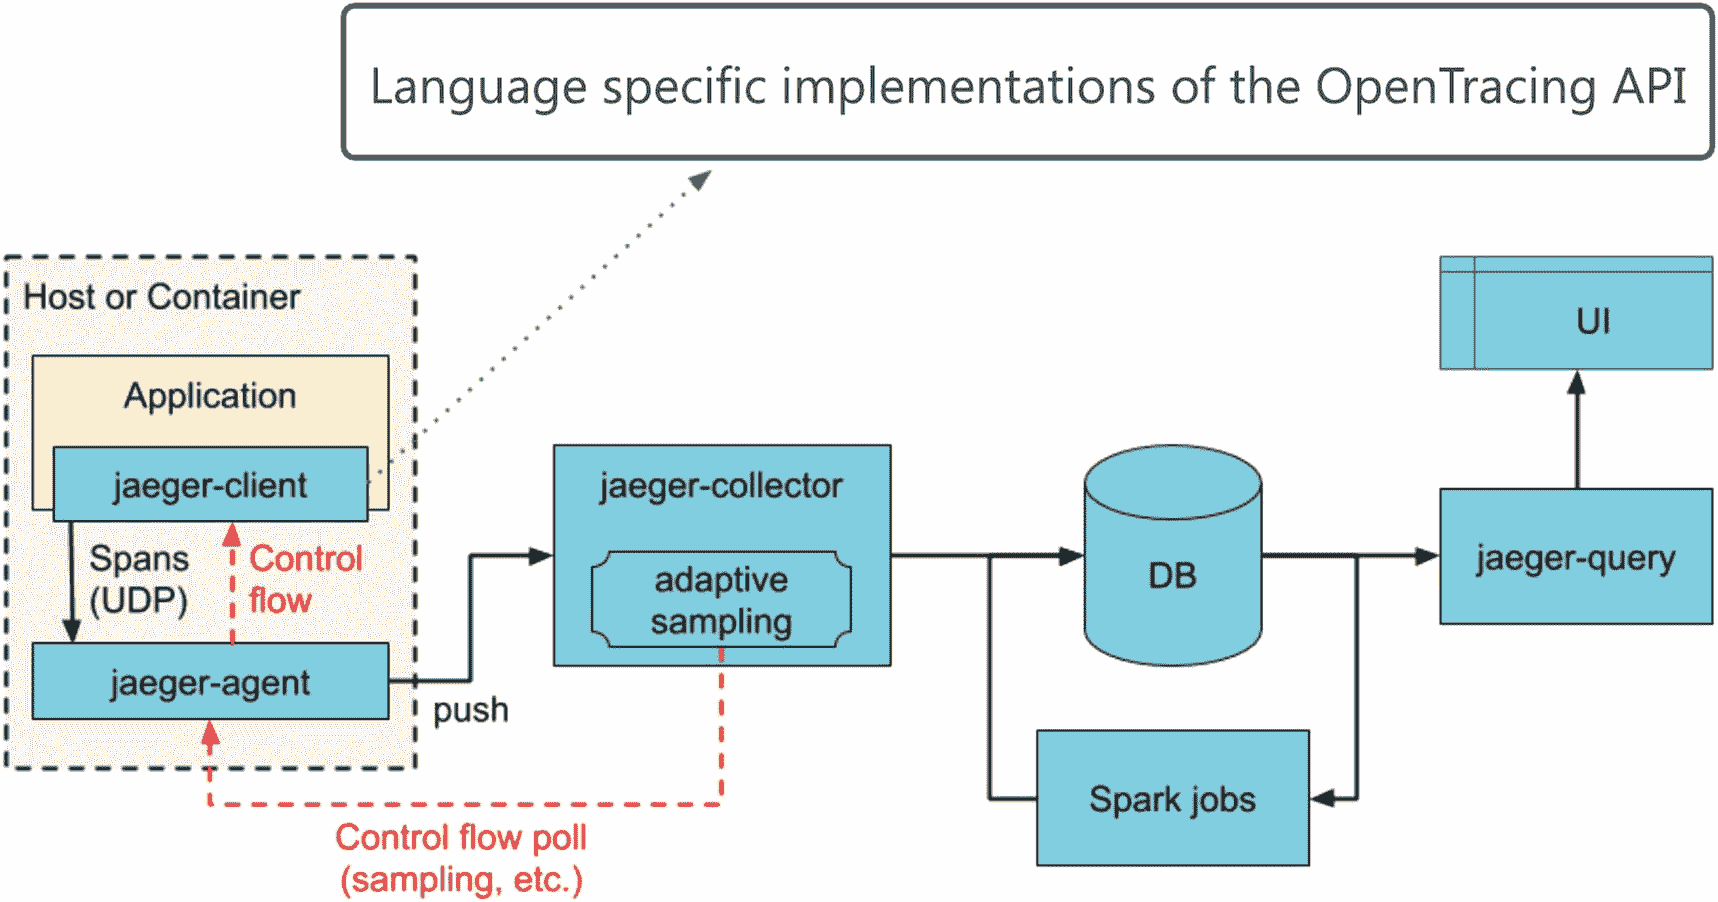 Language specific implementations of the OpenTracing API
Host or Container
Application
jaeger-client
Spans
(UDP)
Control
flow
jaeger-agent
push
Control flow poll
(sampling, etc.)
jaeger-collector
adaptive
sampling
DB
Spark jobs
UI
jaeger-query